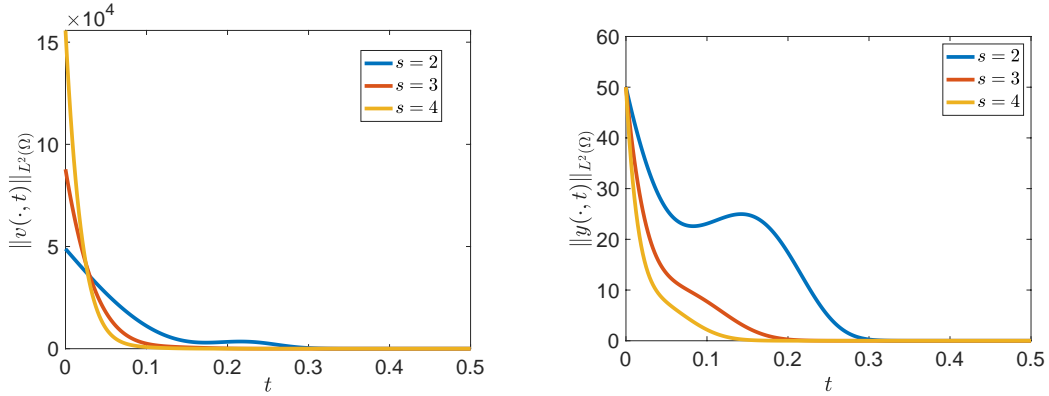 ×10⁴
15
10
5
0
0 0.1 0.2 0.3 0.4 0.5
t
||v(·, t)||_{L²(Ω)}
s = 2
s = 3
s = 4
60
50
40
30
20
10
0
0 0.1 0.2 0.3 0.4 0.5
t
||y(·, t)||_{L²(Ω)}
s = 2
s = 3
s = 4